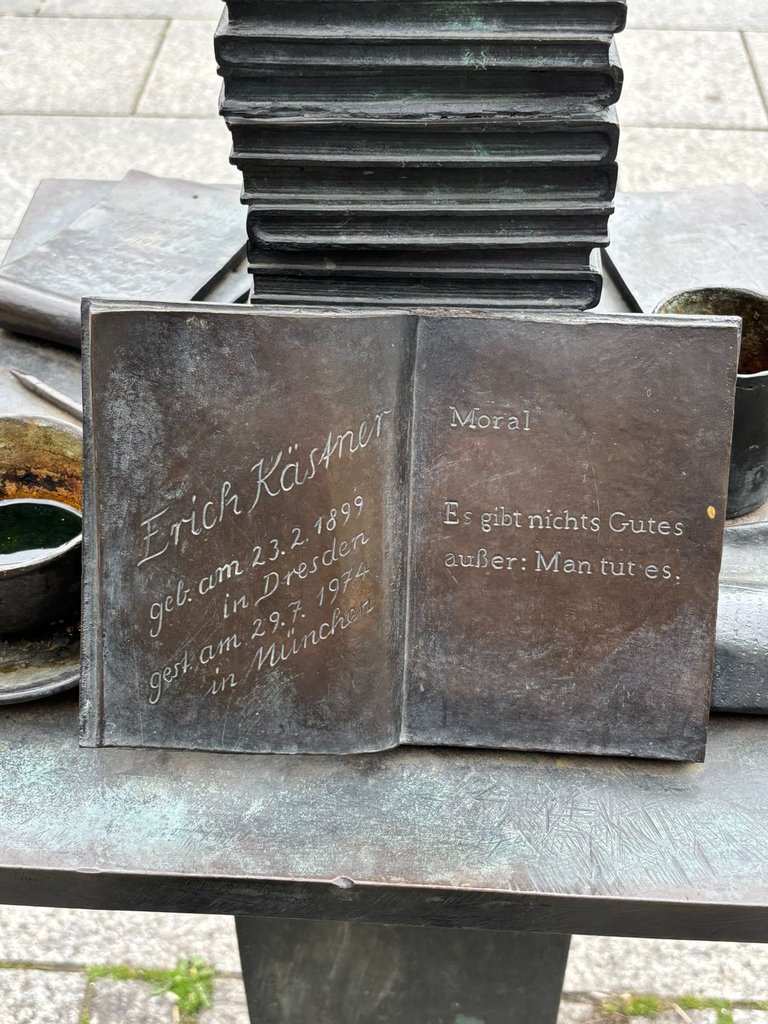 Erich Kästner
geb. am 23.2.1899
in Dresden
gest. am 29.7.1974
in München
Moral
Es gibt nichts Gutes
außer: Man tut es.